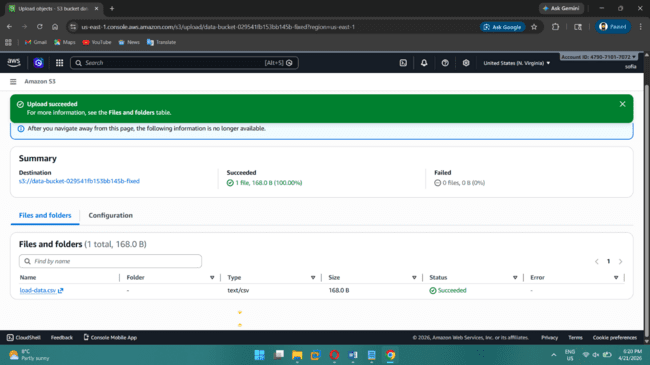 Upload objects - S3 bucket dat
Ask Gemini
us-east-1.console.aws.amazon.com/s3/upload/data-bucket-029541fb153bb145b-fixed?region=us-east-1
Ask Google
Paused
Gmail
Maps
YouTube
News
Translate
aws
Search
[Alt+S]
United States (N. Virginia)
Account ID: 4790-7191-7072
sofia
Amazon S3
Upload succeeded
For more information, see the Files and folders table.
After you navigate away from this page, the following information is no longer available.
Summary
Destination
s3://data-bucket-029541fb153bb145b-fixed
Succeeded
1 file, 168.0 B (100.00%)
Failed
0 files, 0 B (0%)
Files and folders
Configuration
Files and folders (1 total, 168.0 B)
Find by name
1
Name
Folder
Type
Size
Status
Error
load-data.csv
-
text/csv
168.0 B
Succeeded
-
CloudShell
Feedback
Console Mobile App
© 2026, Amazon Web Services, Inc. or its affiliates.
Privacy
Terms
Cookie preferences
8°C
Partly sunny
ENG
US
6:20 PM
4/21/2026